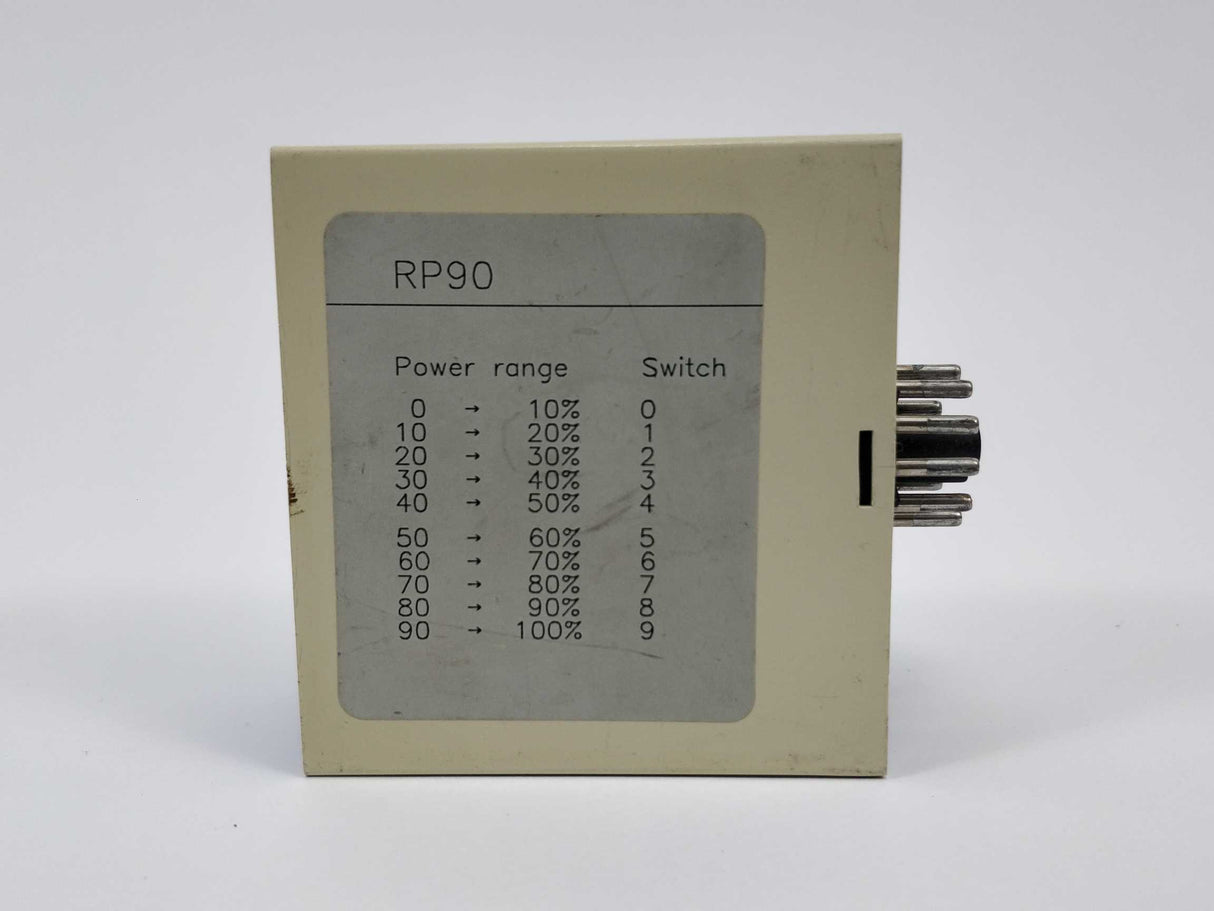 RP90
Power range Switch
0 → 10% 0
10 → 20% 1
20 → 30% 2
30 → 40% 3
40 → 50% 4
50 → 60% 5
60 → 70% 6
70 → 80% 7
80 → 90% 8
90 → 100% 9